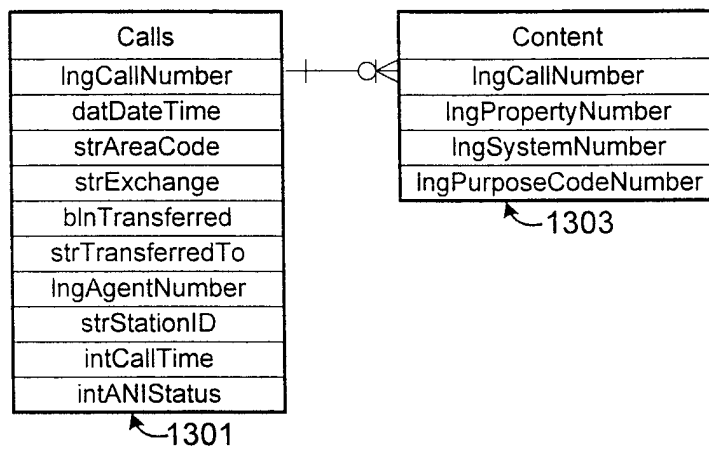 Calls
lngCallNumber
datDateTime
strAreaCode
strExchange
blnTransferred
strTransferredTo
lngAgentNumber
strStationID
intCallTime
intANIStatus
1301
Content
lngCallNumber
lngPropertyNumber
lngSystemNumber
lngPurposeCodeNumber
1303